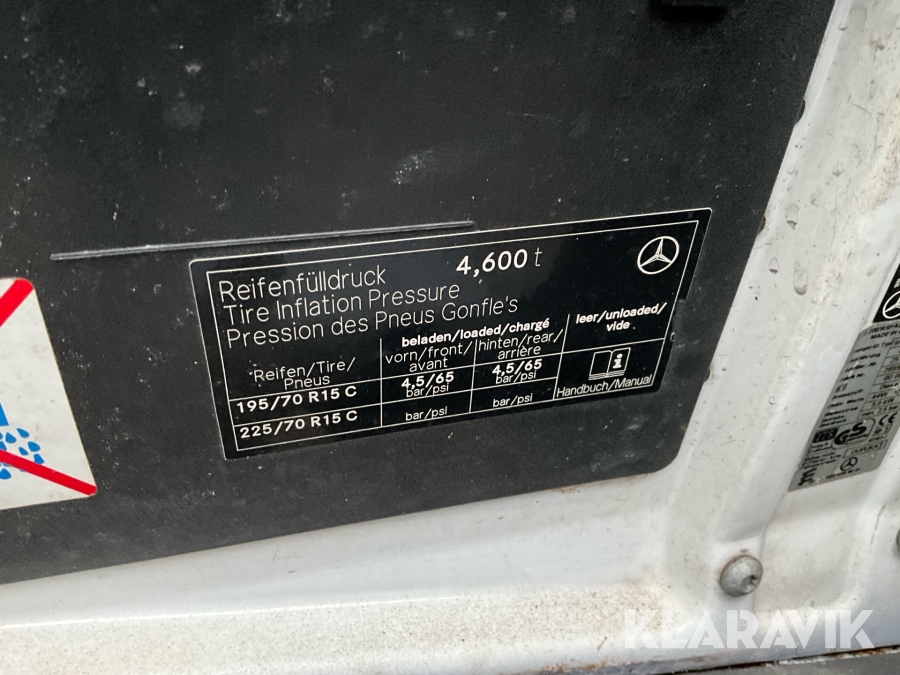 Reifenfülldruck 4,600 t
Tire Inflation Pressure
Pression des Pneus Gonfle's
beladen/loaded/chargé
leer/unloaded/
vide
Reifen/Tire/
Pneus
vorn/front/
avant
hinten/rear/
arrière
195/70 R15 C
4,5/65
bar/psi
4,5/65
bar/psi
Handbuch/Manual
225/70 R15 C
bar/psi
bar/psi
GS
KLARAVIK